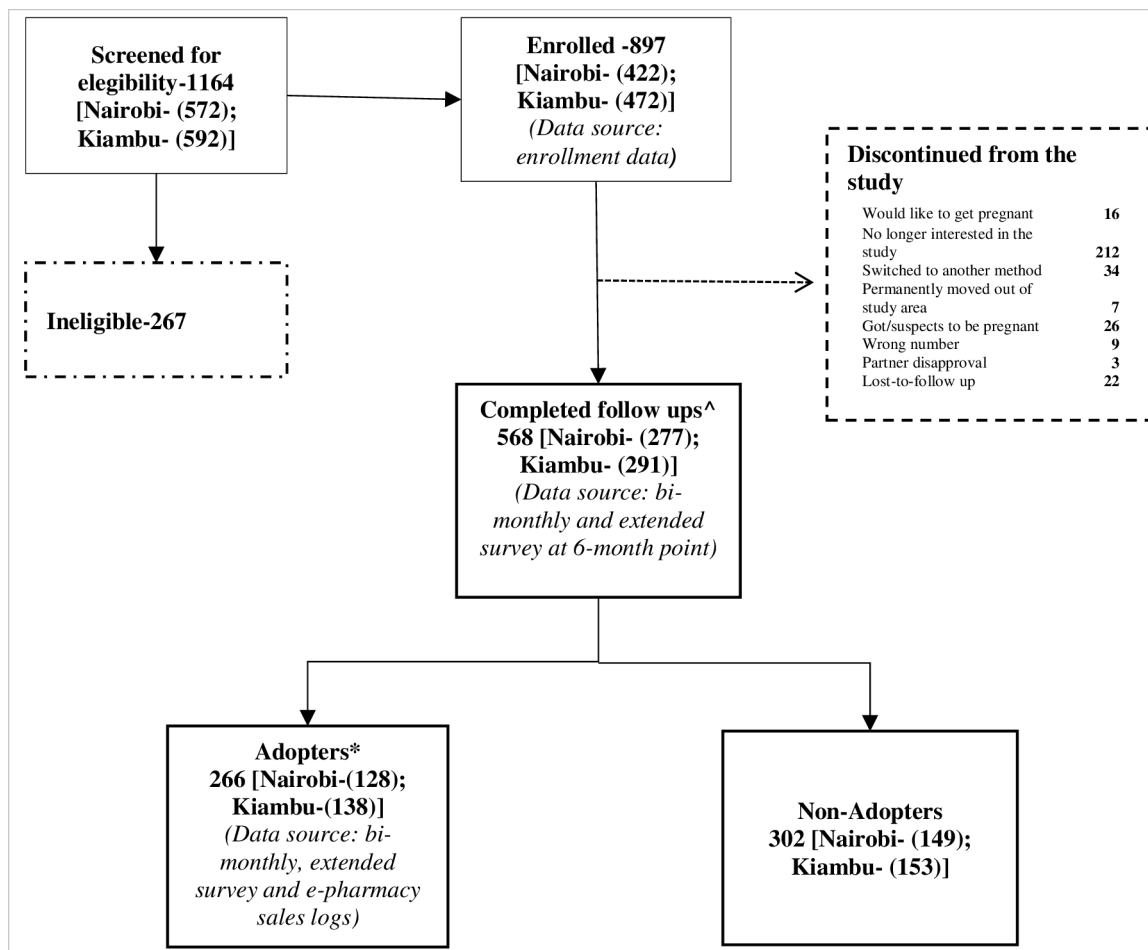 Screened for
elegibility-1164
[Nairobi- (572);
Kiambu- (592)]
Enrolled -897
[Nairobi- (422);
Kiambu- (472)]
(Data source:
enrollment data)
Ineligible-267
Discontinued from the
study
Would like to get pregnant 16
No longer interested in the
study 212
Switched to another method 34
Permanently moved out of
study area 7
Got/suspects to be pregnant 26
Wrong number 9
Partner disapproval 3
Lost-to-follow up 22
Completed follow ups^
568 [Nairobi- (277);
Kiambu- (291)]
(Data source: bi-
monthly and extended
survey at 6-month point)
Adopters*
266 [Nairobi-(128);
Kiambu-(138)]
(Data source: bi-
monthly, extended
survey and e-pharmacy
sales logs)
Non-Adopters
302 [Nairobi- (149);
Kiambu- (153)]